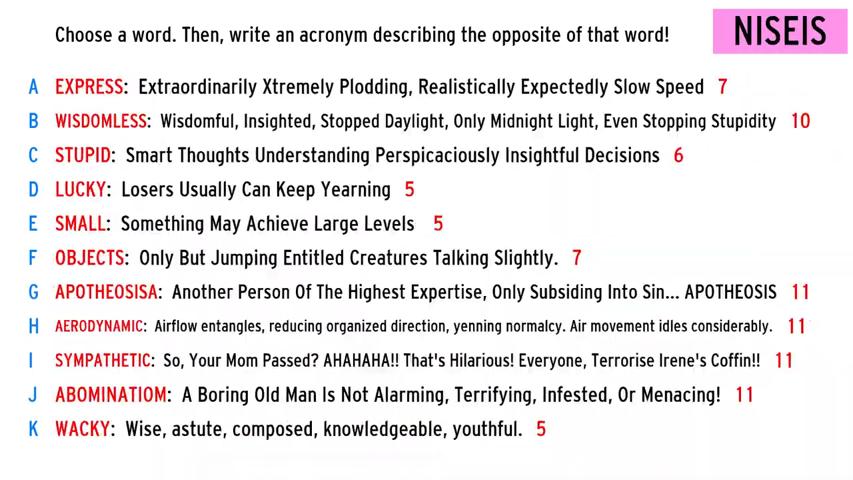 Choose a word. Then, write an acronym describing the opposite of that word!
NISEIS
A EXPRESS: Extraordinarily Xtremely Plodding, Realistically Expectedly Slow Speed 7
B WISDOMLESS: Wisdomful, Insighted, Stopped Daylight, Only Midnight Light, Even Stopping Stupidity 10
C STUPID: Smart Thoughts Understanding Perspicaciously Insightful Decisions 6
D LUCKY: Losers Usually Can Keep Yearning 5
E SMALL: Something May Achieve Large Levels 5
F OBJECTS: Only But Jumping Entitled Creatures Talking Slightly. 7
G APOTHEOSISA: Another Person Of The Highest Expertise, Only Subsiding Into Sin... APOTHEOSIS 11
H AERODYNAMIC: Airflow entangles, reducing organized direction, yenning normalcy. Air movement idles considerably. 11
I SYMPATHETIC: So, Your Mom Passed? AHAHAHA!! That's Hilarious! Everyone, Terrorise Irene's Coffin!! 11
J ABOMINATIOM: A Boring Old Man Is Not Alarming, Terrifying, Infested, Or Menacing! 11
K WACKY: Wise, astute, composed, knowledgeable, youthful. 5